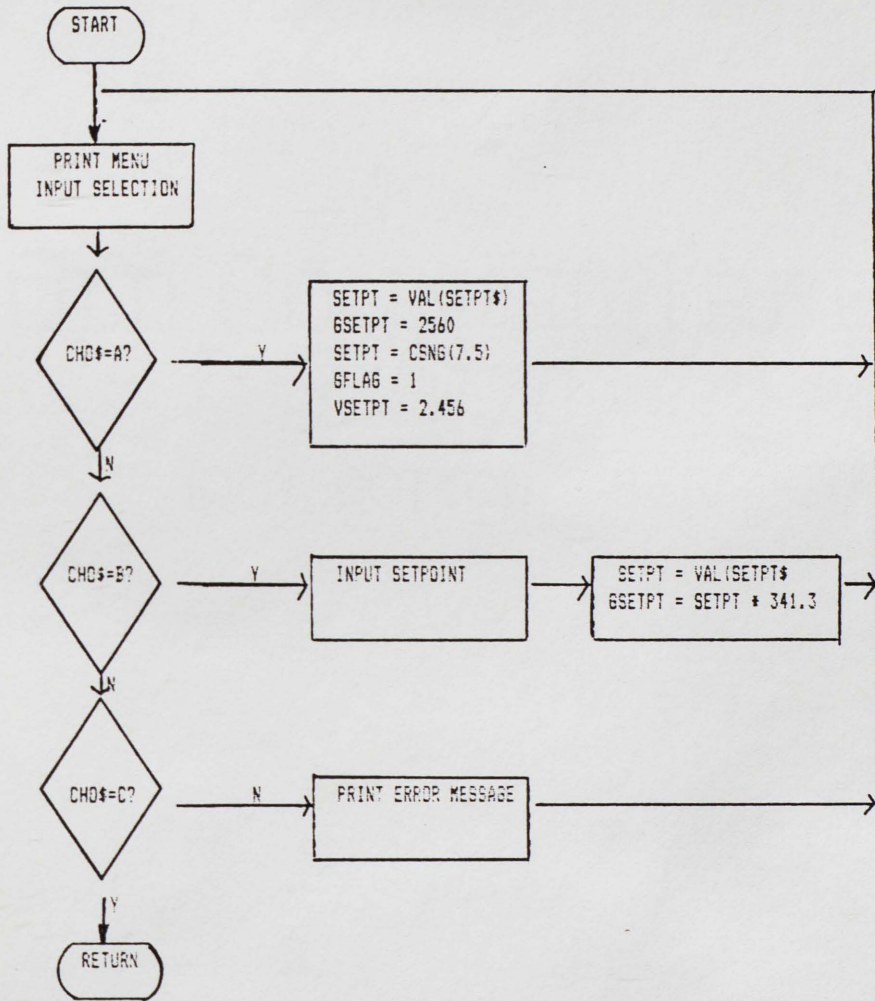 START
PRINT MENU
INPUT SELECTION
CHO$=A?
Y
SETPT = VAL(SETPT$)
GSETPT = 2560
SETPT = CSNG(7.5)
GFLAG = 1
VSETPT = 2.456
N
CHO$=B?
Y
INPUT SETPOINT
SETPT = VAL(SETPT$
GSETPT = SETPT * 341.3
N
CHO$=C?
N
PRINT ERROR MESSAGE
Y
RETURN